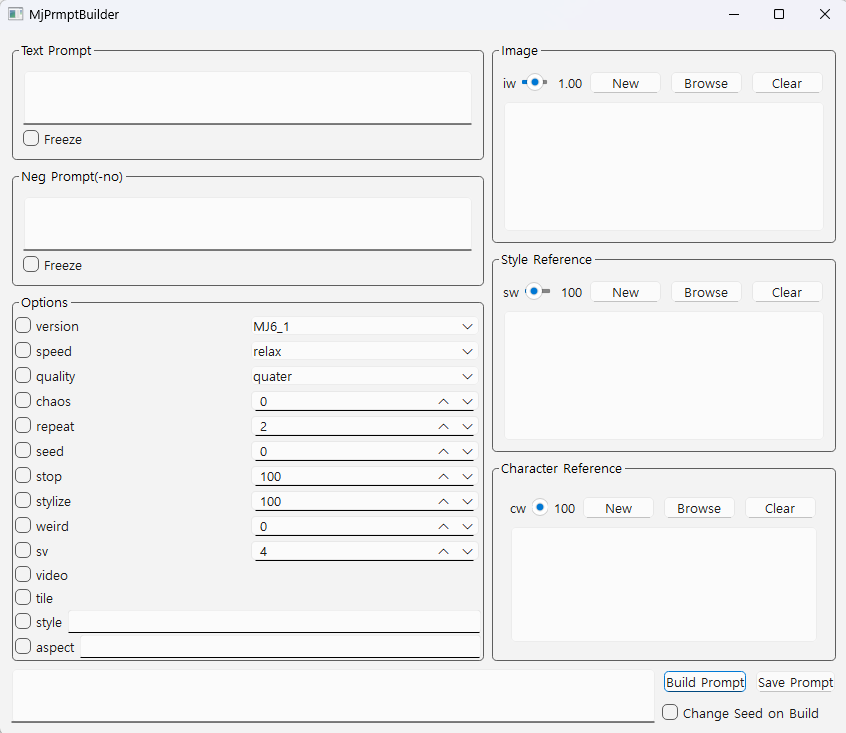 MjPrmptBuilder
Text Prompt
Freeze
Neg Prompt(-no)
Freeze
Options
version MJ6_1
speed relax
quality quater
chaos 0
repeat 2
seed 0
stop 100
stylize 100
weird 0
sv 4
video
tile
style
aspect
Image
iw 1.00 New Browse Clear
Style Reference
sw 100 New Browse Clear
Character Reference
cw 100 New Browse Clear
Build Prompt Save Prompt
Change Seed on Build